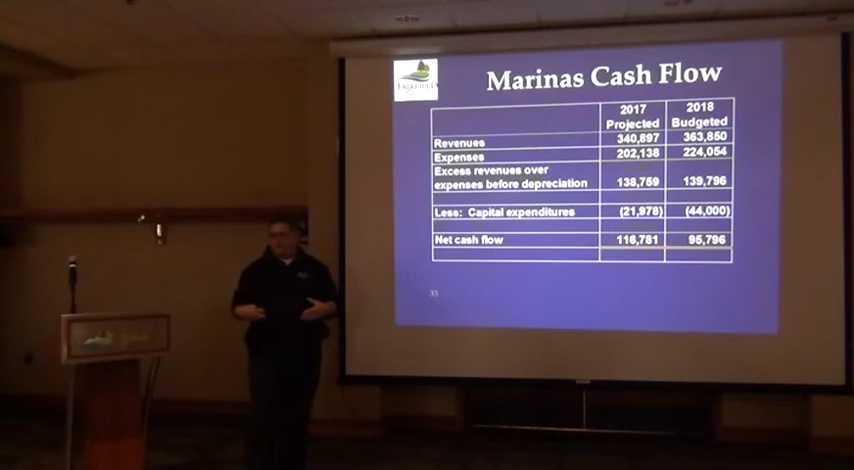 FAIRFIELD
Marinas Cash Flow
2017 2018
Projected Budgeted
Revenues 340,897 363,850
Expenses 202,138 224,054
Excess revenues over
expenses before depreciation 138,759 139,796
Less: Capital expenditures (21,978) (44,000)
Net cash flow 116,781 95,796
35